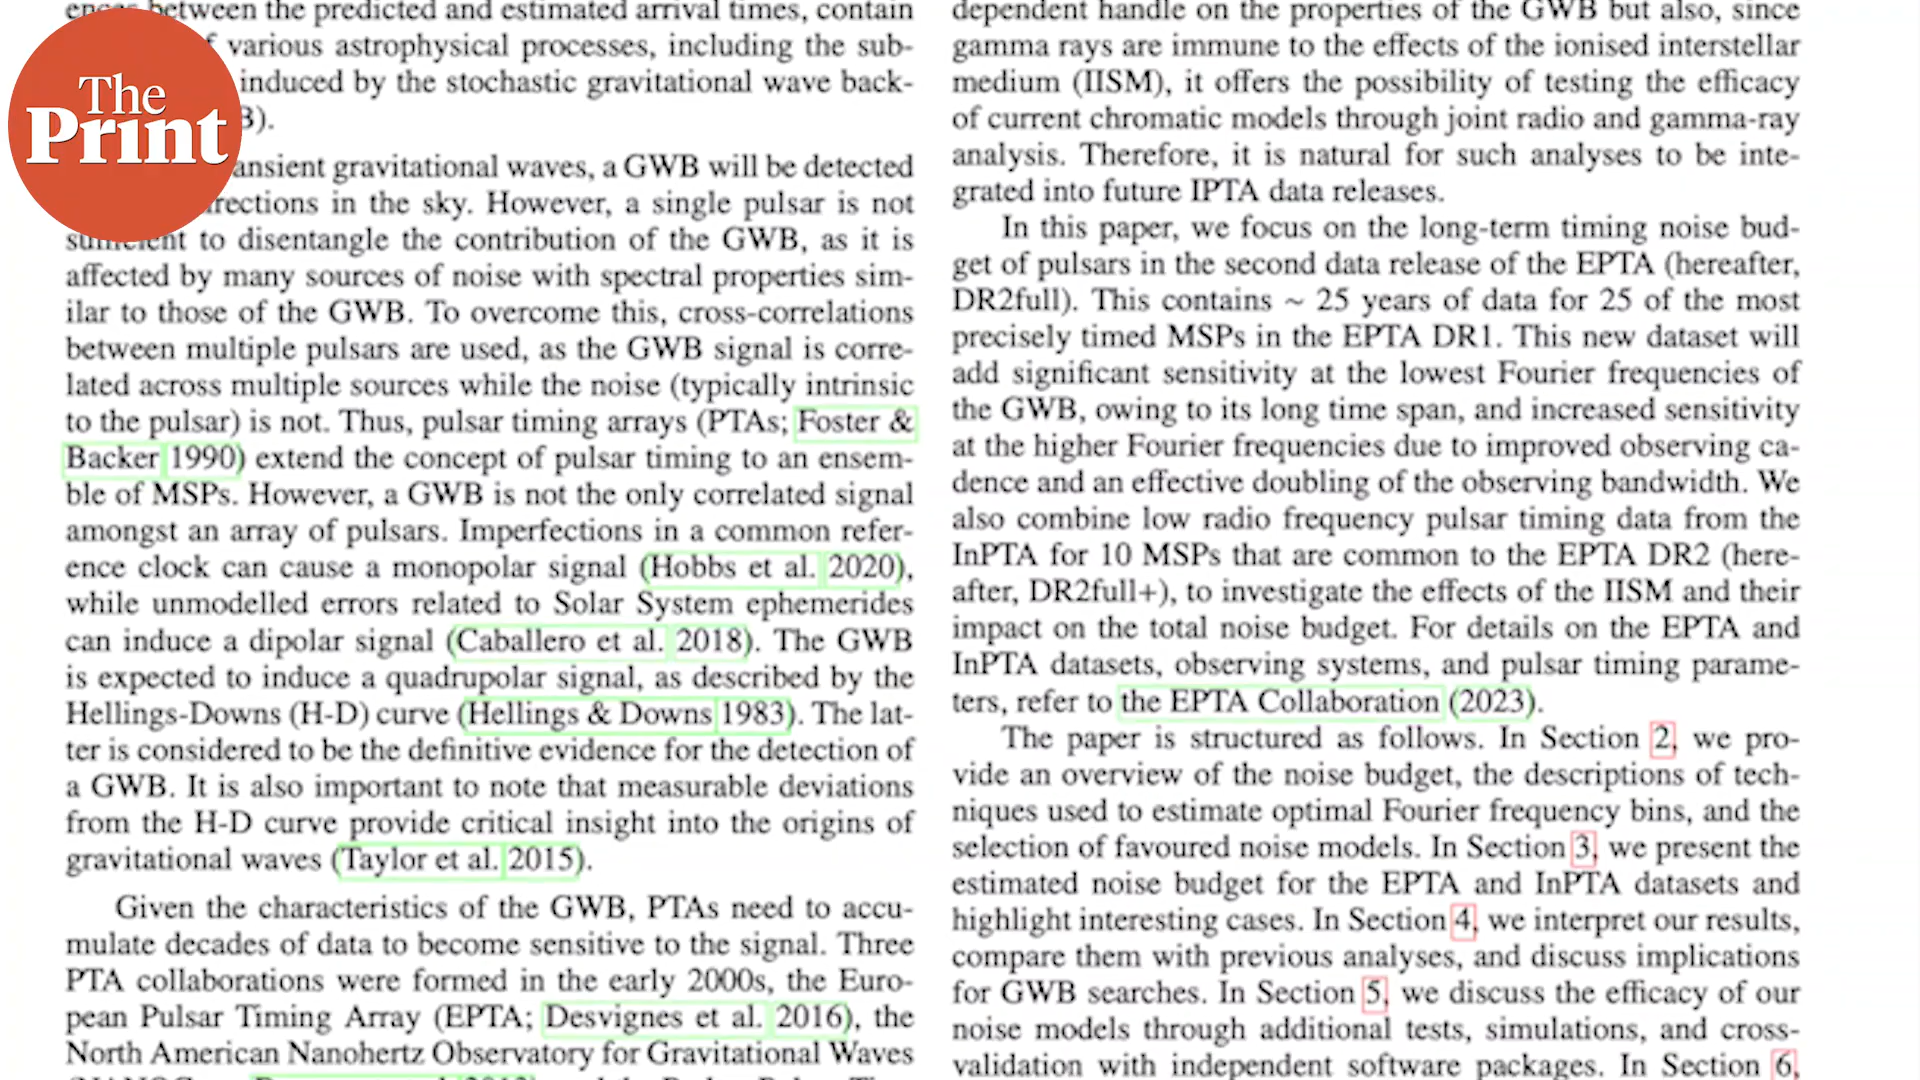 The
Print
ences between the predicted and estimated arrival times, contain
various astrophysical processes, including the sub-
induced by the stochastic gravitational wave back-
B).
ansient gravitational waves, a GWB will be detected
rections in the sky. However, a single pulsar is not
sufficient to disentangle the contribution of the GWB, as it is
affected by many sources of noise with spectral properties sim-
ilar to those of the GWB. To overcome this, cross-correlations
between multiple pulsars are used, as the GWB signal is corre-
lated across multiple sources while the noise (typically intrinsic
to the pulsar) is not. Thus, pulsar timing arrays (PTAs; Foster &
Backer 1990) extend the concept of pulsar timing to an ensem-
ble of MSPs. However, a GWB is not the only correlated signal
amongst an array of pulsars. Imperfections in a common refer-
ence clock can cause a monopolar signal (Hobbs et al. 2020),
while unmodelled errors related to Solar System ephemerides
can induce a dipolar signal (Caballero et al. 2018). The GWB
is expected to induce a quadrupolar signal, as described by the
Hellings-Downs (H-D) curve (Hellings & Downs 1983). The lat-
ter is considered to be the definitive evidence for the detection of
a GWB. It is also important to note that measurable deviations
from the H-D curve provide critical insight into the origins of
gravitational waves (Taylor et al. 2015).
Given the characteristics of the GWB, PTAs need to accu-
mulate decades of data to become sensitive to the signal. Three
PTA collaborations were formed in the early 2000s, the Euro-
pean Pulsar Timing Array (EPTA; Desvignes et al. 2016), the
North American Nanohertz Observatory for Gravitational Waves
dependent handle on the properties of the GWB but also, since
gamma rays are immune to the effects of the ionised interstellar
medium (IISM), it offers the possibility of testing the efficacy
of current chromatic models through joint radio and gamma-ray
analysis. Therefore, it is natural for such analyses to be inte-
grated into future IPTA data releases.
In this paper, we focus on the long-term timing noise bud-
get of pulsars in the second data release of the EPTA (hereafter,
DR2full). This contains ~ 25 years of data for 25 of the most
precisely timed MSPs in the EPTA DR1. This new dataset will
add significant sensitivity at the lowest Fourier frequencies of
the GWB, owing to its long time span, and increased sensitivity
at the higher Fourier frequencies due to improved observing ca-
dence and an effective doubling of the observing bandwidth. We
also combine low radio frequency pulsar timing data from the
InPTA for 10 MSPs that are common to the EPTA DR2 (here-
after, DR2full+), to investigate the effects of the IISM and their
impact on the total noise budget. For details on the EPTA and
InPTA datasets, observing systems, and pulsar timing parame-
ters, refer to the EPTA Collaboration (2023).
The paper is structured as follows. In Section 2, we pro-
vide an overview of the noise budget, the descriptions of tech-
niques used to estimate optimal Fourier frequency bins, and the
selection of favoured noise models. In Section 3, we present the
estimated noise budget for the EPTA and InPTA datasets and
highlight interesting cases. In Section 4, we interpret our results,
compare them with previous analyses, and discuss implications
for GWB searches. In Section 5, we discuss the efficacy of our
noise models through additional tests, simulations, and cross-
validation with independent software packages. In Section 6,